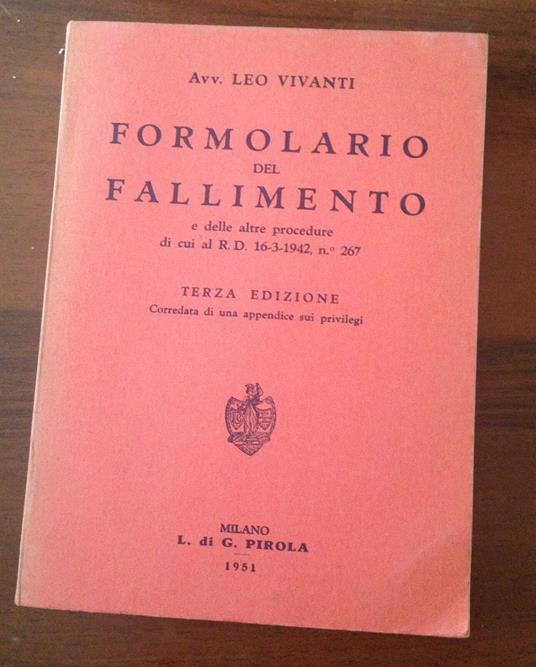 Avv. LEO VIVANTI
FORMOLARIO
DEL
FALLIMENTO
e delle altre procedure
di cui al R. D. 16-3-1942, n.º 267
TERZA EDIZIONE
Corredata di una appendice sui privilegi
MILANO
L. di G. PIROLA
1951